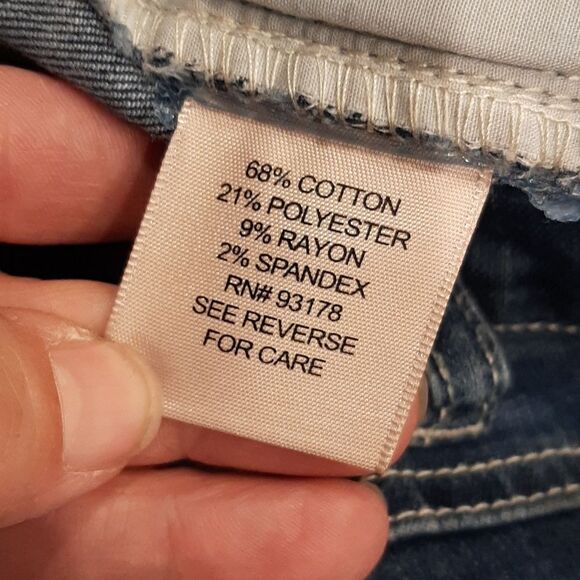 68% COTTON
21% POLYESTER
9% RAYON
2% SPANDEX
RN# 93178
SEE REVERSE
FOR CARE